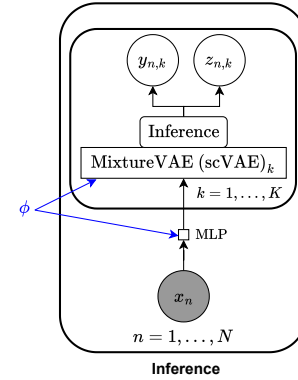 y_{n,k} z_{n,k}
Inference
MixtureVAE (scVAE)_k
k = 1, . . . , K
ϕ
MLP
x_n
n = 1, . . . , N
Inference